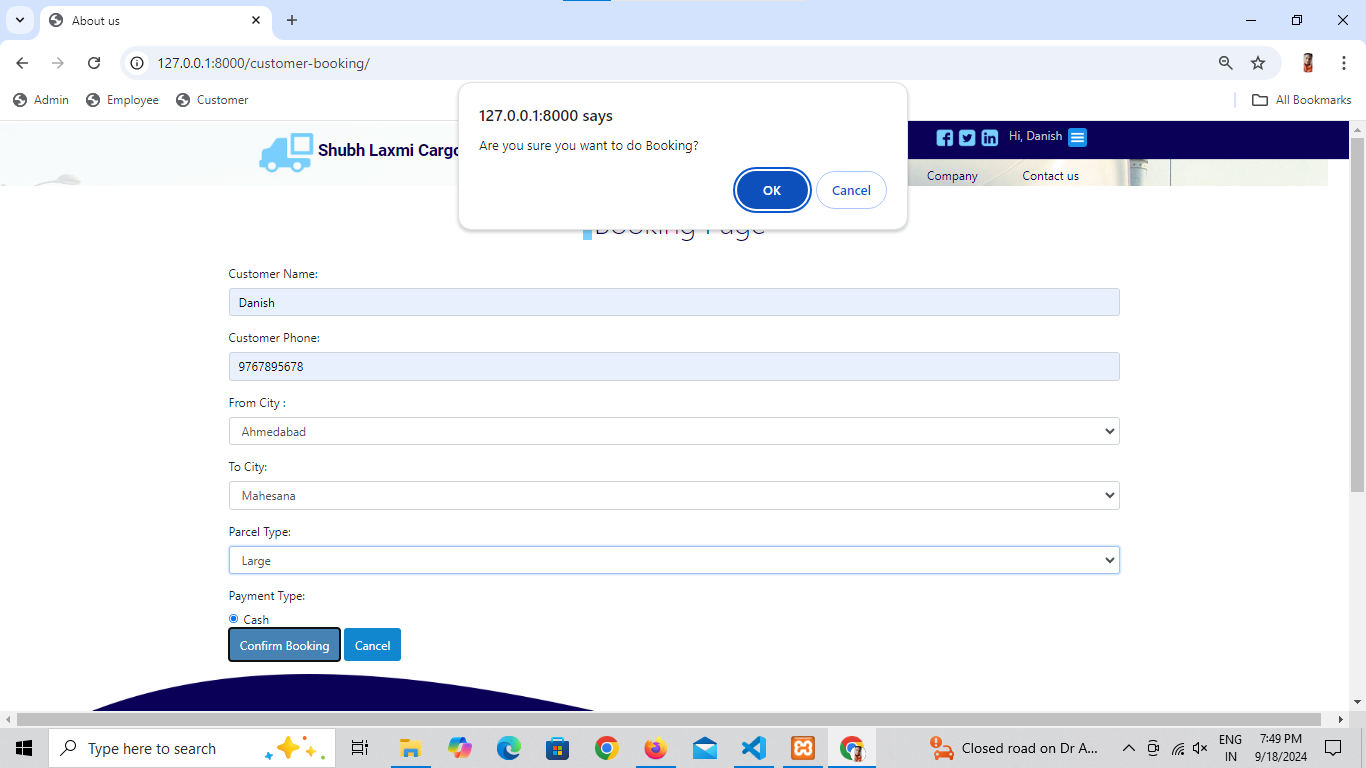 About us
127.0.0.1:8000/customer-booking/
Admin Employee Customer All Bookmarks
127.0.0.1:8000 says
Are you sure you want to do Booking?
OK Cancel
Shubh Laxmi Cargo
Hi, Danish
Company Contact us
Booking Page
Customer Name:
Danish
Customer Phone:
9767895678
From City :
Ahmedabad
To City:
Mahesana
Parcel Type:
Large
Payment Type:
Cash
Confirm Booking Cancel
Type here to search
Closed road on Dr A...
ENG
IN
7:49 PM
9/18/2024